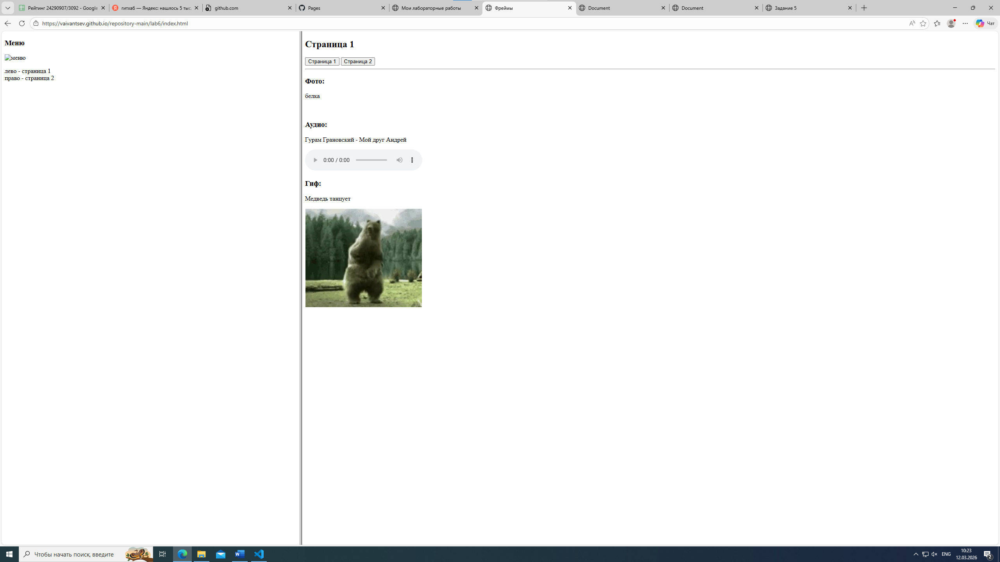 Рейтинг 24290907/3092 - Google
гитхаб — Яндекс: нашлось 5 тыс.
github.com
Pages
Мои лабораторные работы
Фреймы
Document
Document
Задание 5
https://vaivantsev.github.io/repository-main/lab6/index.html
Чат
Меню
меню
лево - страница 1
право - страница 2
Страница 1
Страница 1 Страница 2
Фото:
белка
Аудио:
Гурам Грановский - Мой друг Андрей
0:00 / 0:00
Гиф:
Медведь танцует
Чтобы начать поиск, введите
ENG
10:23
12.03.2026
2